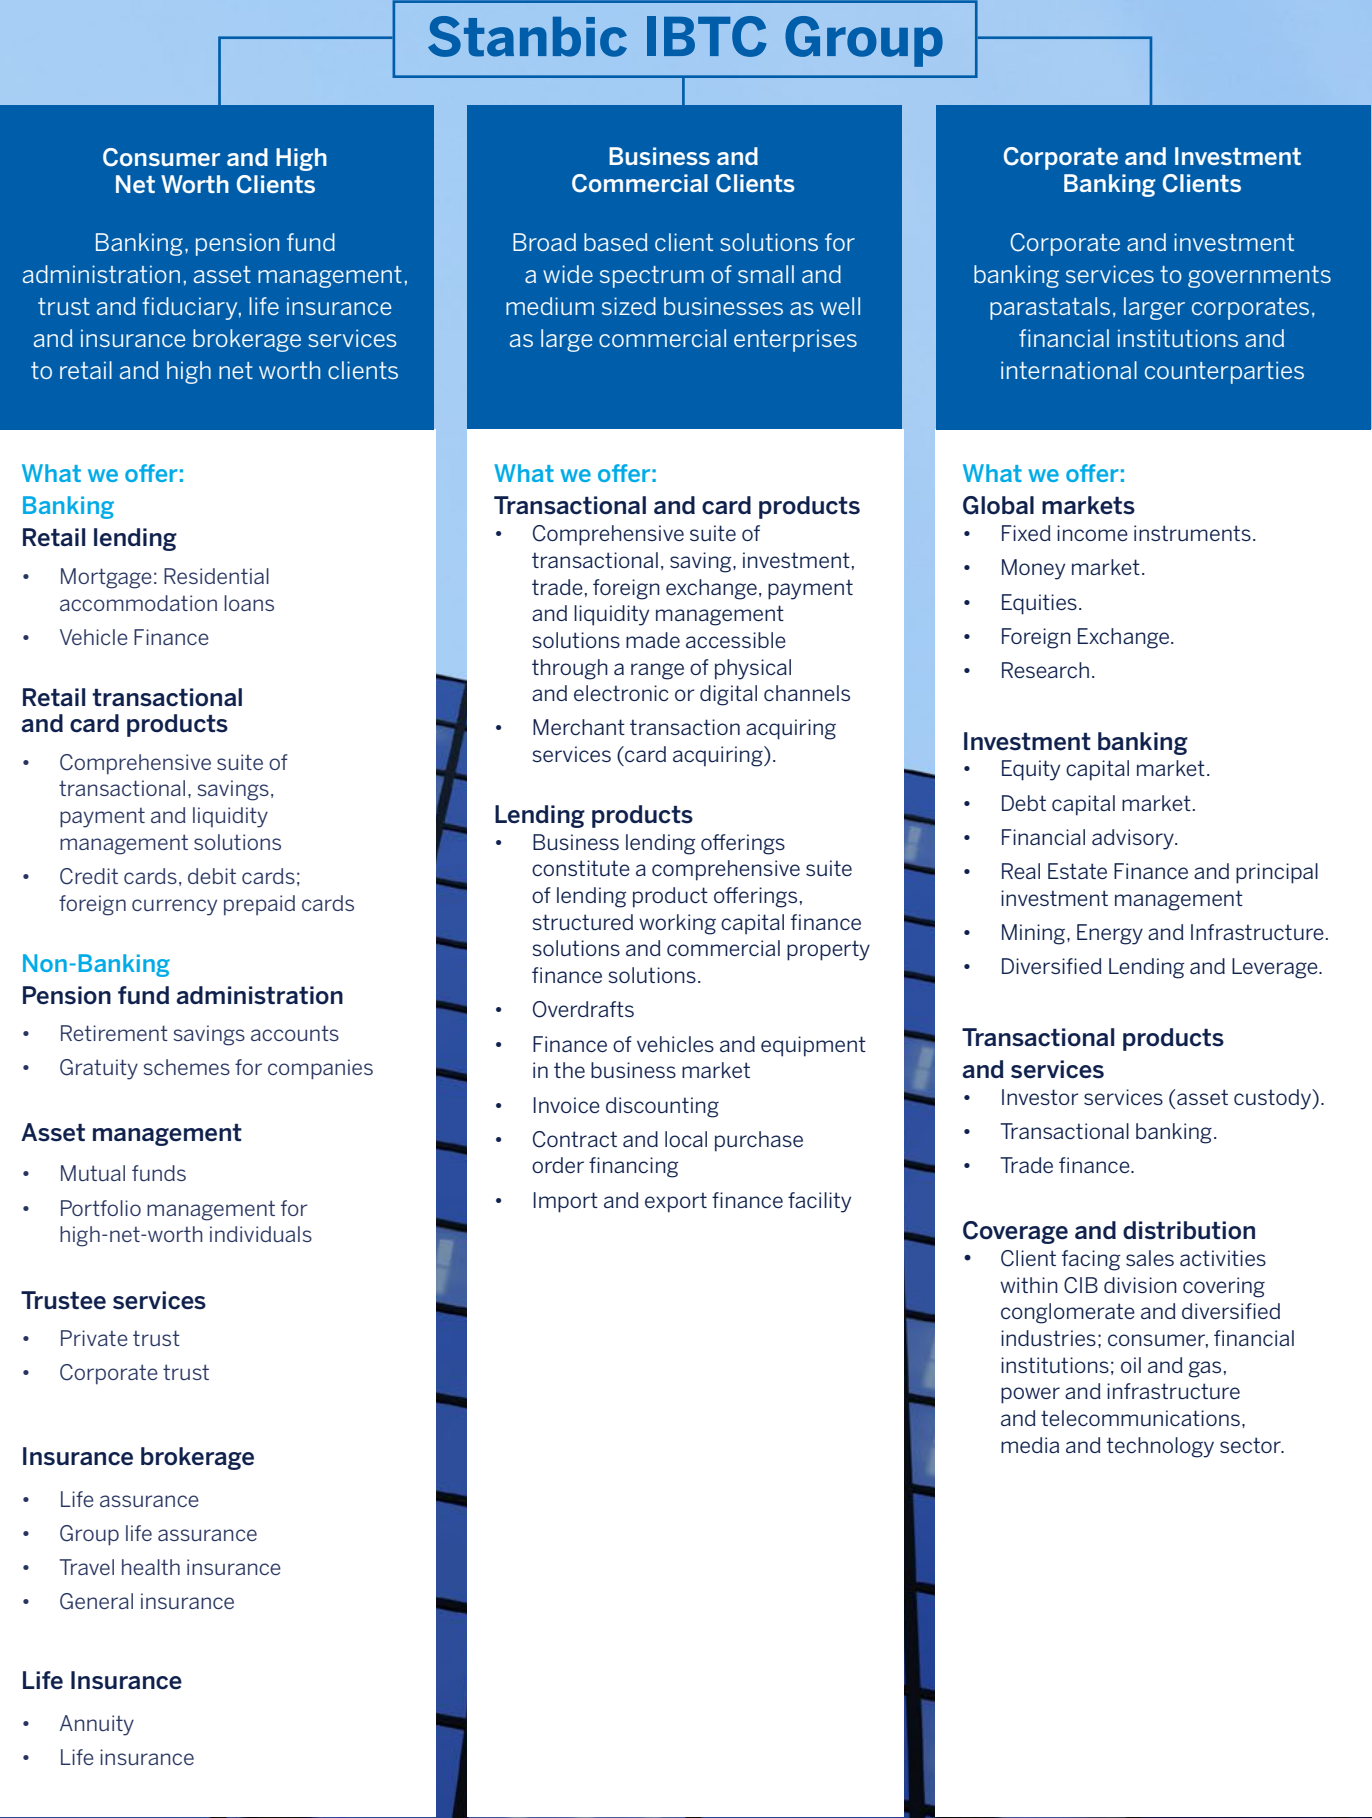 Stanbic IBTC Group
Consumer and High
Net Worth Clients
Banking, pension fund
administration, asset management,
trust and fiduciary, life insurance
and insurance brokerage services
to retail and high net worth clients
What we offer:
Banking
Retail lending
• Mortgage: Residential
accommodation loans
• Vehicle Finance
Retail transactional
and card products
• Comprehensive suite of
transactional, savings,
payment and liquidity
management solutions
• Credit cards, debit cards;
foreign currency prepaid cards
Non-Banking
Pension fund administration
• Retirement savings accounts
• Gratuity schemes for companies
Asset management
• Mutual funds
• Portfolio management for
high-net-worth individuals
Trustee services
• Private trust
• Corporate trust
Insurance brokerage
• Life assurance
• Group life assurance
• Travel health insurance
• General insurance
Life Insurance
• Annuity
• Life insurance
Business and
Commercial Clients
Broad based client solutions for
a wide spectrum of small and
medium sized businesses as well
as large commercial enterprises
What we offer:
Transactional and card products
• Comprehensive suite of
transactional, saving, investment,
trade, foreign exchange, payment
and liquidity management
solutions made accessible
through a range of physical
and electronic or digital channels
• Merchant transaction acquiring
services (card acquiring).
Lending products
• Business lending offerings
constitute a comprehensive suite
of lending product offerings,
structured working capital finance
solutions and commercial property
finance solutions.
• Overdrafts
• Finance of vehicles and equipment
in the business market
• Invoice discounting
• Contract and local purchase
order financing
• Import and export finance facility
Corporate and Investment
Banking Clients
Corporate and investment
banking services to governments
parastatals, larger corporates,
financial institutions and
international counterparties
What we offer:
Global markets
• Fixed income instruments.
• Money market.
• Equities.
• Foreign Exchange.
• Research.
Investment banking
• Equity capital market.
• Debt capital market.
• Financial advisory.
• Real Estate Finance and principal
investment management
• Mining, Energy and Infrastructure.
• Diversified Lending and Leverage.
Transactional products
and services
• Investor services (asset custody).
• Transactional banking.
• Trade finance.
Coverage and distribution
• Client facing sales activities
within CIB division covering
conglomerate and diversified
industries; consumer, financial
institutions; oil and gas,
power and infrastructure
and telecommunications,
media and technology sector.